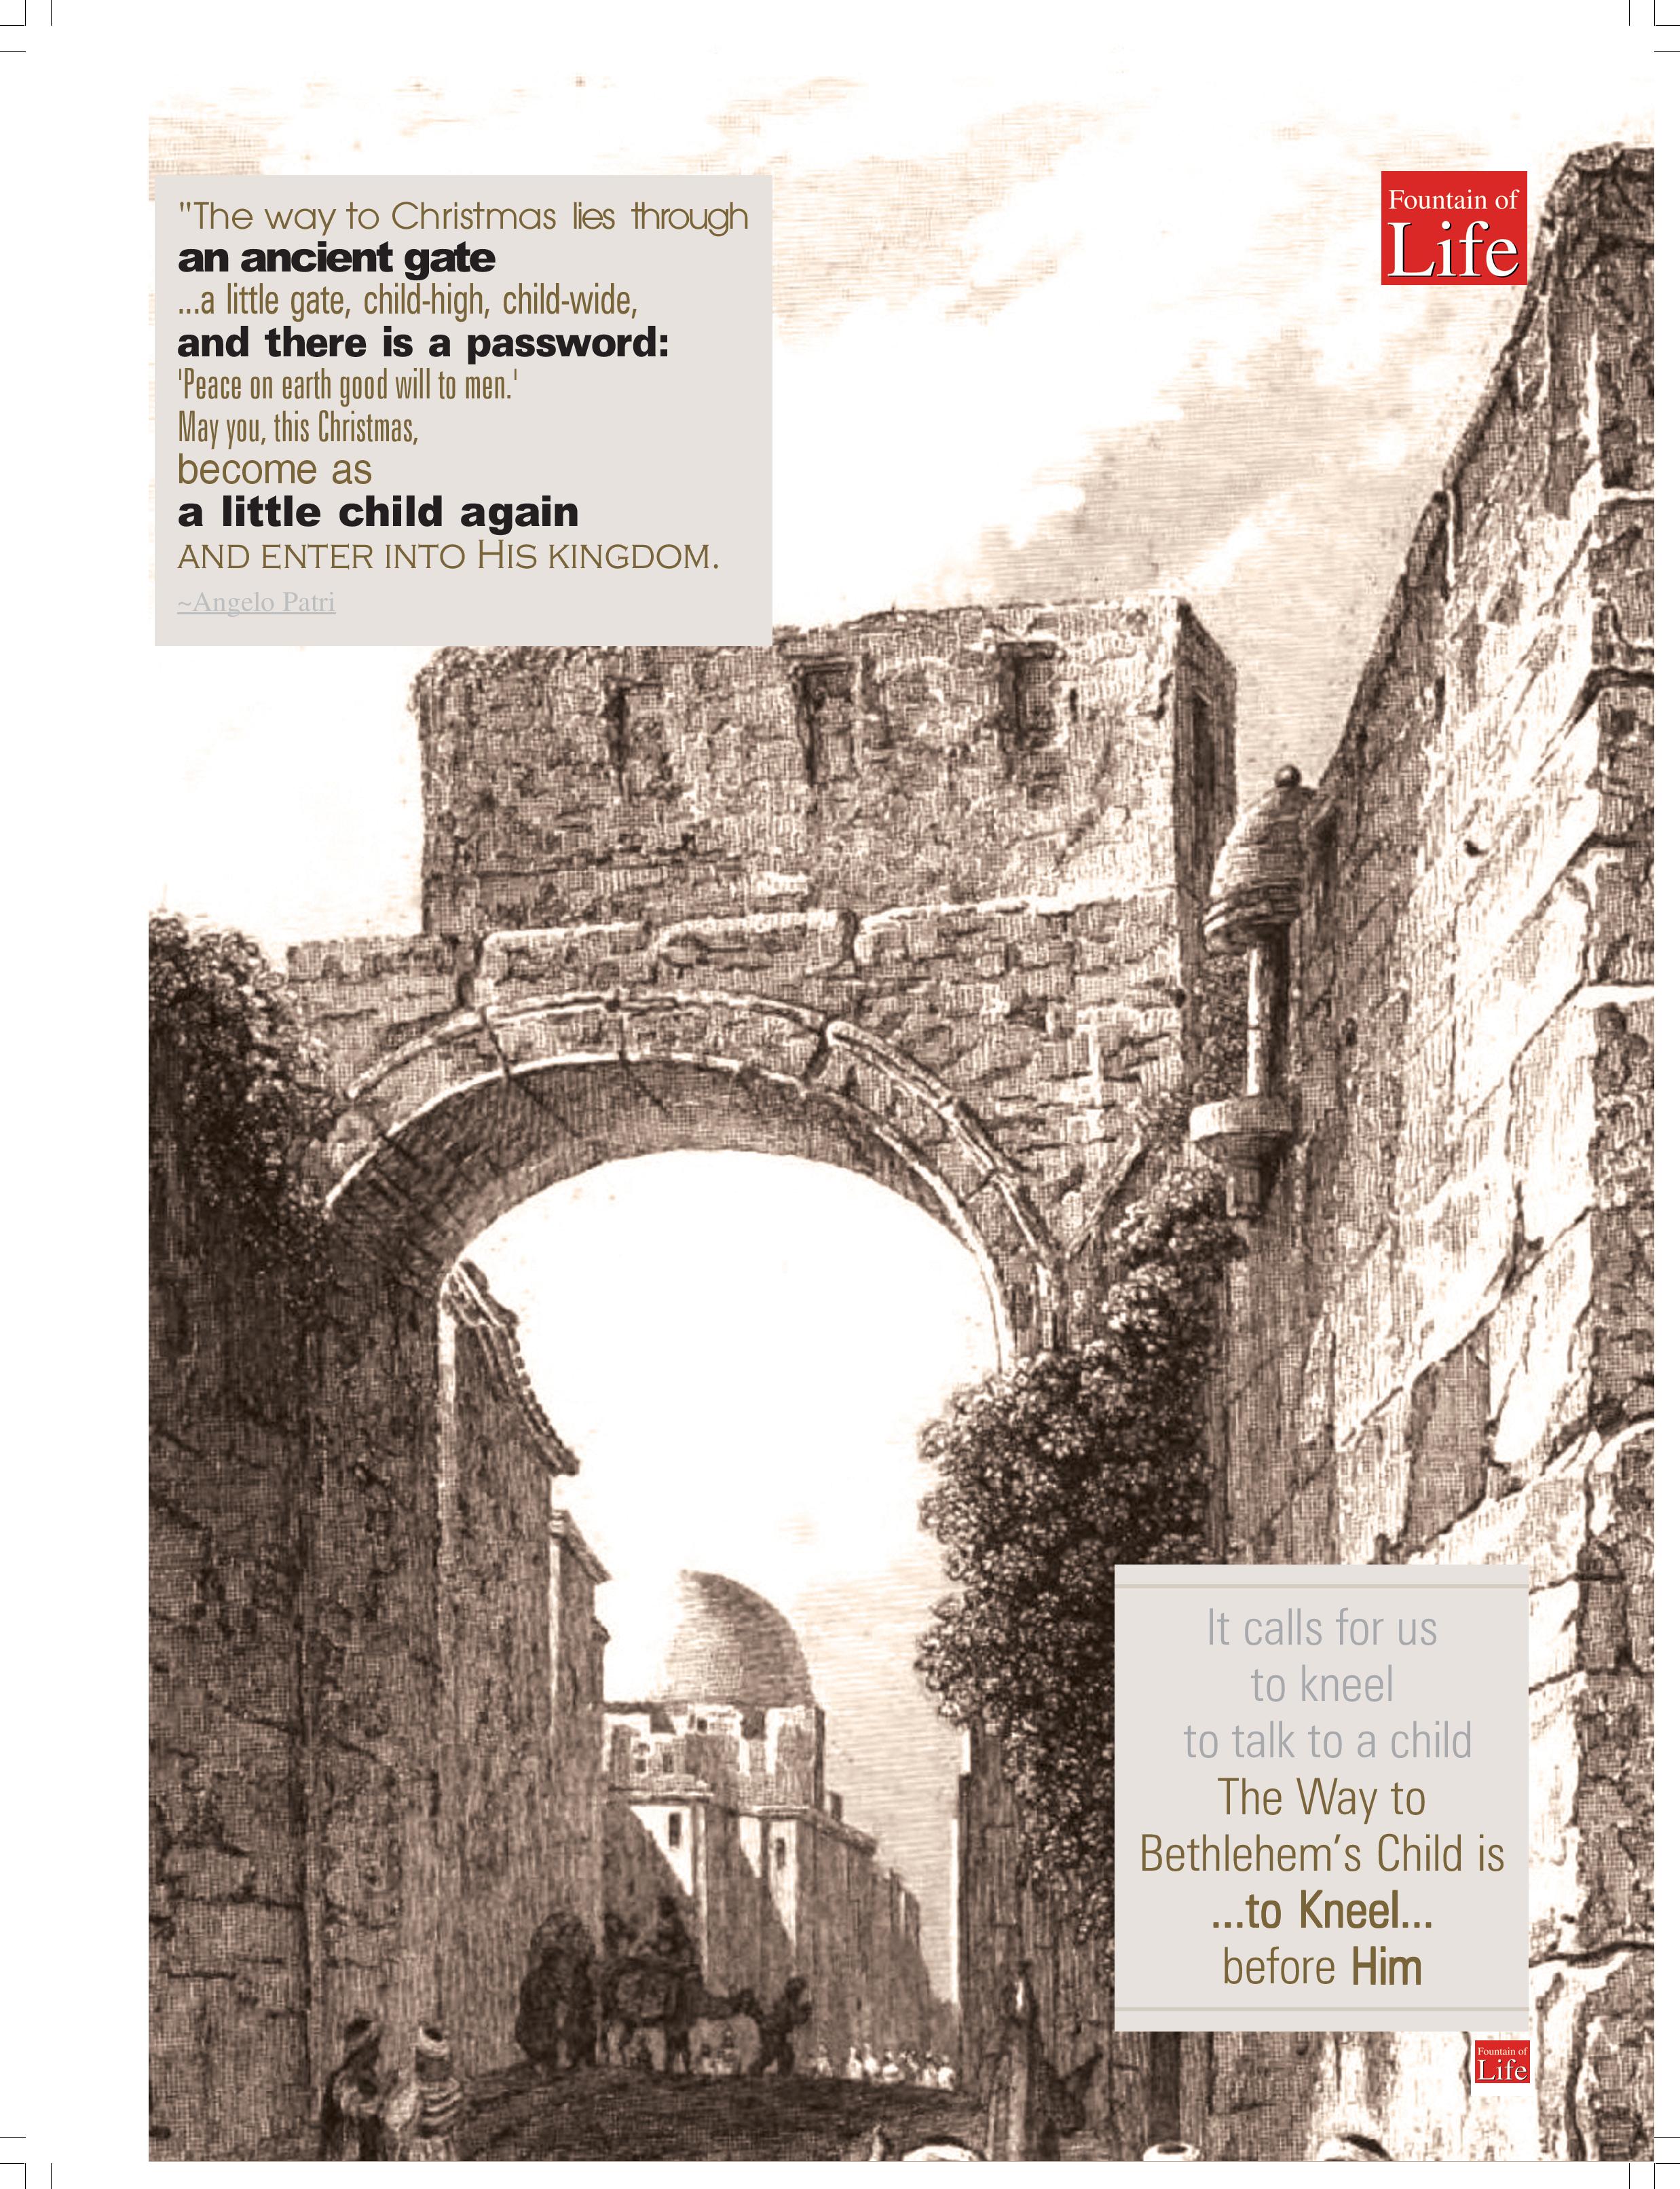 "The way to Christmas lies through
an ancient gate
...a little gate, child-high, child-wide,
and there is a password:
'Peace on earth good will to men.'
May you, this Christmas,
become as
a little child again
AND ENTER INTO HIS KINGDOM.
~Angelo Patri
Fountain of
Life
It calls for us
to kneel
to talk to a child
The Way to
Bethlehem’s Child is
...to Kneel...
before Him
Fountain of
Life